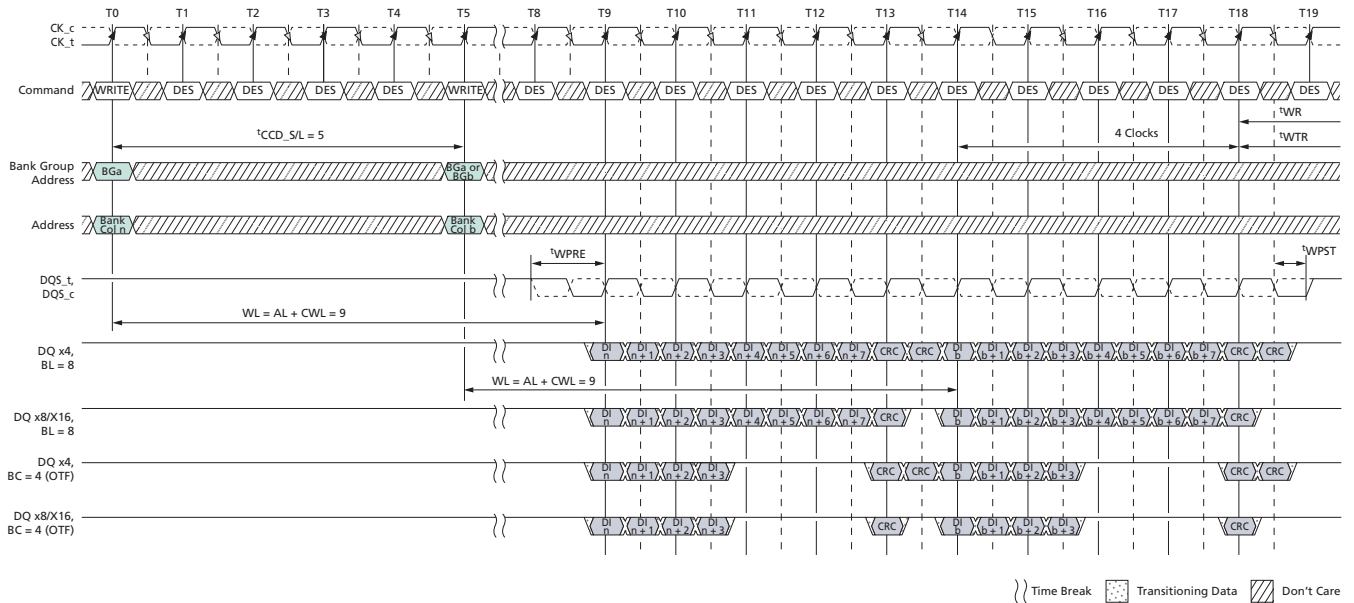 T0 T1 T2 T3 T4 T5 T8 T9 T10 T11 T12 T13 T14 T15 T16 T17 T18 T19
CK_c
CK_t
Command WRITE DES DES DES DES WRITE DES DES DES DES DES DES DES DES DES DES DES DES
tWR
tCCD_S/L = 5 4 Clocks tWTR
Bank Group
Address
BGa BGa or
BGb
Address Bank
Col n Bank
Col b
tWPRE tWPST
DQS_t,
DQS_c
WL = AL + CWL = 9
DQ x4,
BL = 8
DI
n DI
n + 1 DI
n + 2 DI
n + 3 DI
n + 4 DI
n + 5 DI
n + 6 DI
n + 7 CRC CRC DI
b DI
b + 1 DI
b + 2 DI
b + 3 DI
b + 4 DI
b + 5 DI
b + 6 DI
b + 7 CRC CRC
WL = AL + CWL = 9
DQ x8/X16,
BL = 8
DI
n DI
n + 1 DI
n + 2 DI
n + 3 DI
n + 4 DI
n + 5 DI
n + 6 DI
n + 7 CRC DI
b DI
b + 1 DI
b + 2 DI
b + 3 DI
b + 4 DI
b + 5 DI
b + 6 DI
b + 7 CRC
DQ x4,
BC = 4 (OTF)
DI
n DI
n + 1 DI
n + 2 DI
n + 3 CRC CRC DI
b DI
b + 1 DI
b + 2 DI
b + 3 CRC CRC
DQ x8/X16,
BC = 4 (OTF)
DI
n DI
n + 1 DI
n + 2 DI
n + 3 CRC DI
b DI
b + 1 DI
b + 2 DI
b + 3 CRC
Time Break Transitioning Data Don't Care